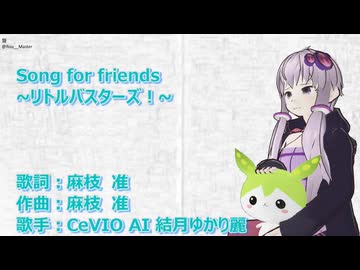 @Rosu__Master
Song for friends
~リトルバスターズ！~
歌詞：麻枝 准
作曲：麻枝 准
歌手：CeVIO AI 結月ゆかり麗